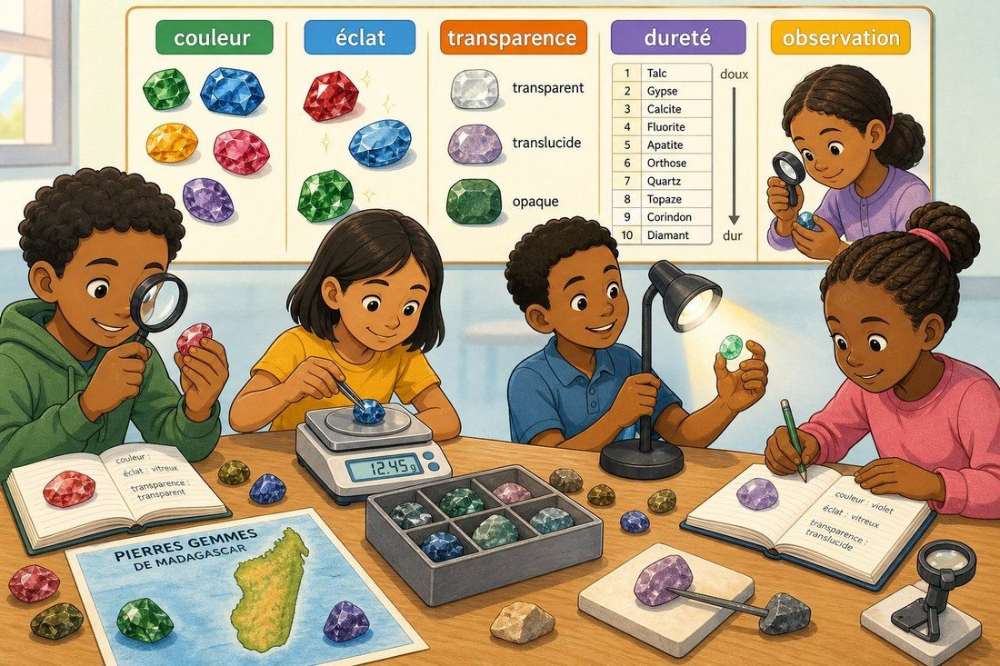 couleur
éclat
transparence
dureté
observation
transparent
translucide
opaque
1 Talc
2 Gypse
3 Calcite
4 Fluorite
5 Apatite
6 Orthose
7 Quartz
8 Topaze
9 Corindon
10 Diamant
doux
dur
couleur :
éclat : vitreux
transparence :
transparent
12.45g
couleur : violet
éclat : vitreux
transparence :
translucide
PIERRES GEMMES
DE MADAGASCAR